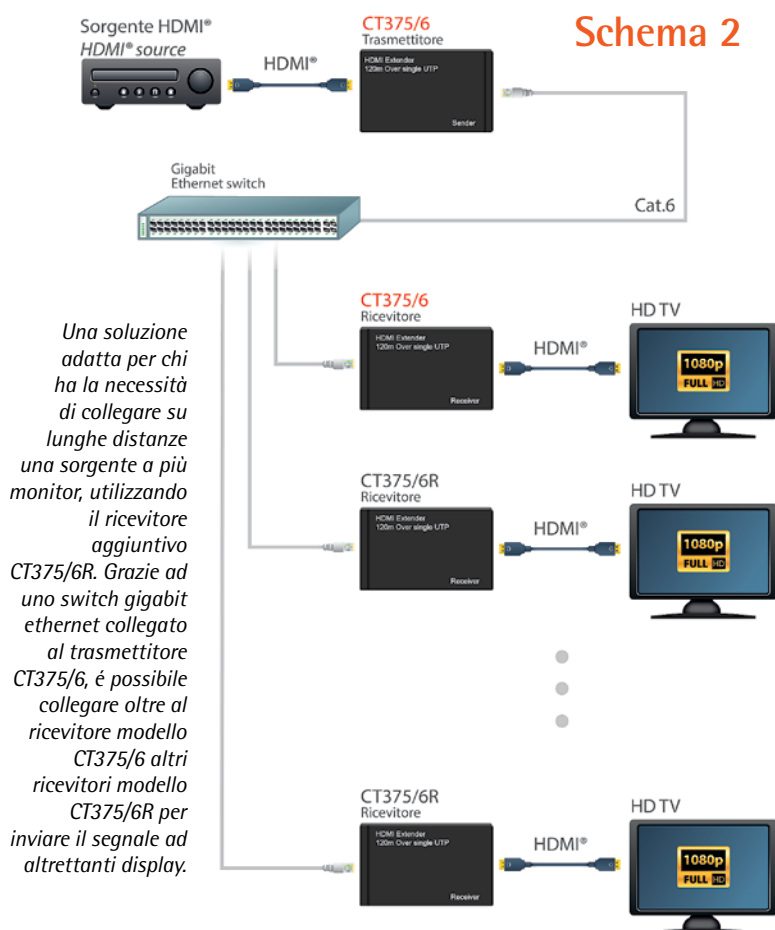 Schema 2
Sorgente HDMI®
HDMI® source
HDMI®
CT375/6
Trasmettitore
HDMI Extender
120m Over single UTP
Sender
Gigabit
Ethernet switch
Cat.6
Una soluzione
adatta per chi
ha la necessità
di collegare su
lunghe distanze
una sorgente a più
monitor, utilizzando
il ricevitore
aggiuntivo
CT375/6R. Grazie ad
uno switch gigabit
ethernet collegato
al trasmettitore
CT375/6, é possibile
collegare oltre al
ricevitore modello
CT375/6 altri
ricevitori modello
CT375/6R per
inviare il segnale ad
altrettanti display.
CT375/6
Ricevitore
HDMI Extender
120m Over single UTP
Receiver
HDMI®
HD TV
1080p
FULL HD
CT375/6R
Ricevitore
HDMI Extender
120m Over single UTP
Receiver
HDMI®
HD TV
1080p
FULL HD
CT375/6R
Ricevitore
HDMI Extender
120m Over single UTP
Receiver
HDMI®
HD TV
1080p
FULL HD